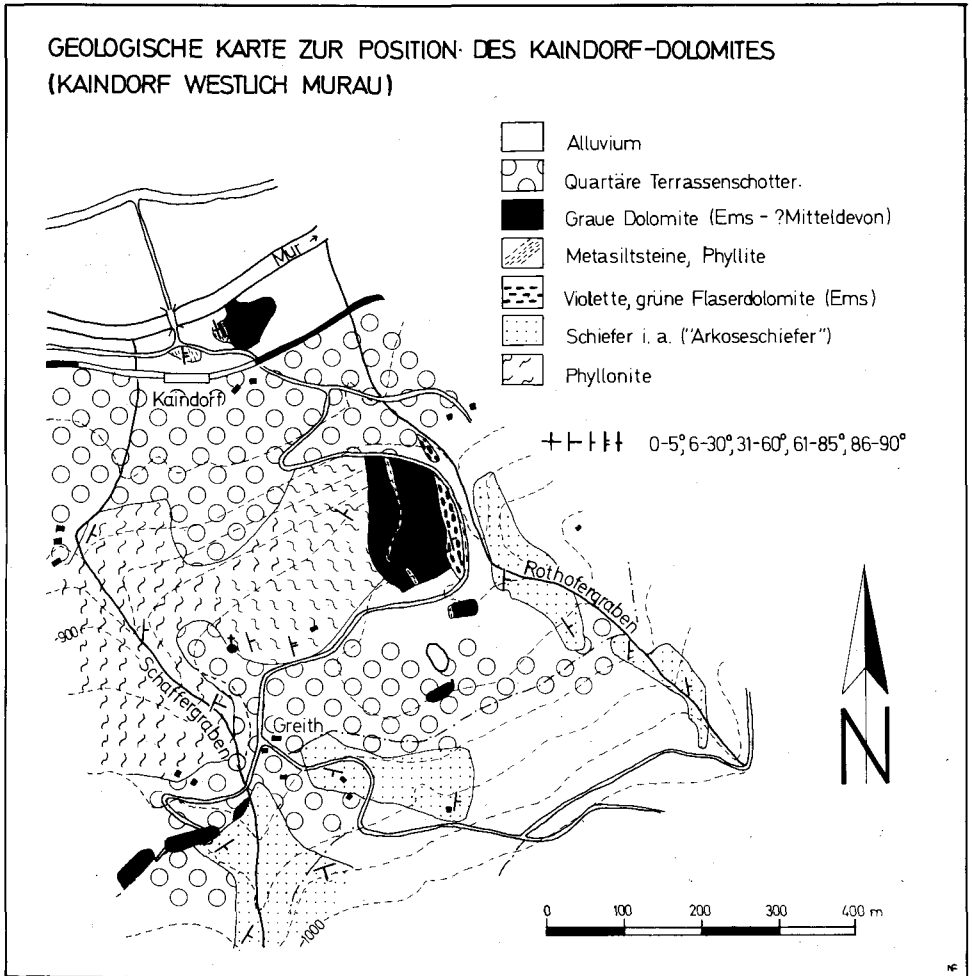 GEOLOGISCHE KARTE ZUR POSITION DES KAINDORF-DOLOMITES
(KAINDORF WESTLICH MURAU)
Alluvium
Quartäre Terrassenschotter.
Graue Dolomite (Ems - ?Mitteldevon)
Metasiltsteine, Phyllite
Violette, grüne Flaserdolomite (Ems)
Schiefer i. a. ("Arkoseschiefer")
Phyllonite
0-5°, 6-30°, 31-60°, 61-85°, 86-90°
Mur
Kaindorf
Rothofergraben
900
Schaffergraben
Greith
1000
N
0 100 200 300 400 m